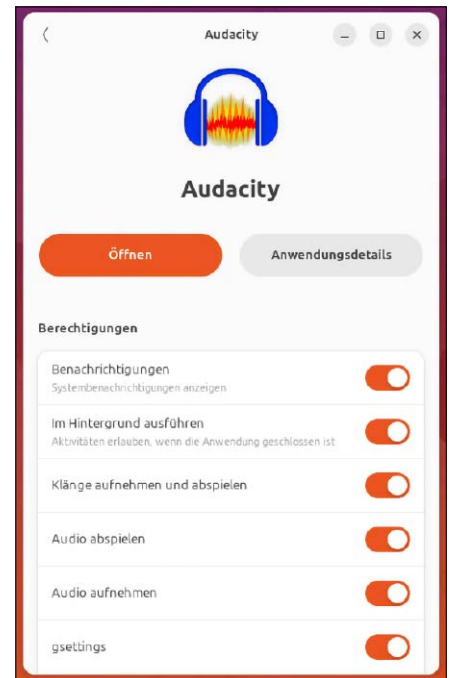 Audacity
Audacity
Öffnen
Anwendungsdetails
Berechtigungen
Benachrichtigungen
Systembenachrichtigungen anzeigen
Im Hintergrund ausführen
Aktivitäten erlauben, wenn die Anwendung geschlossen ist
Klänge aufnehmen und abspielen
Audio abspielen
Audio aufnehmen
gsettings